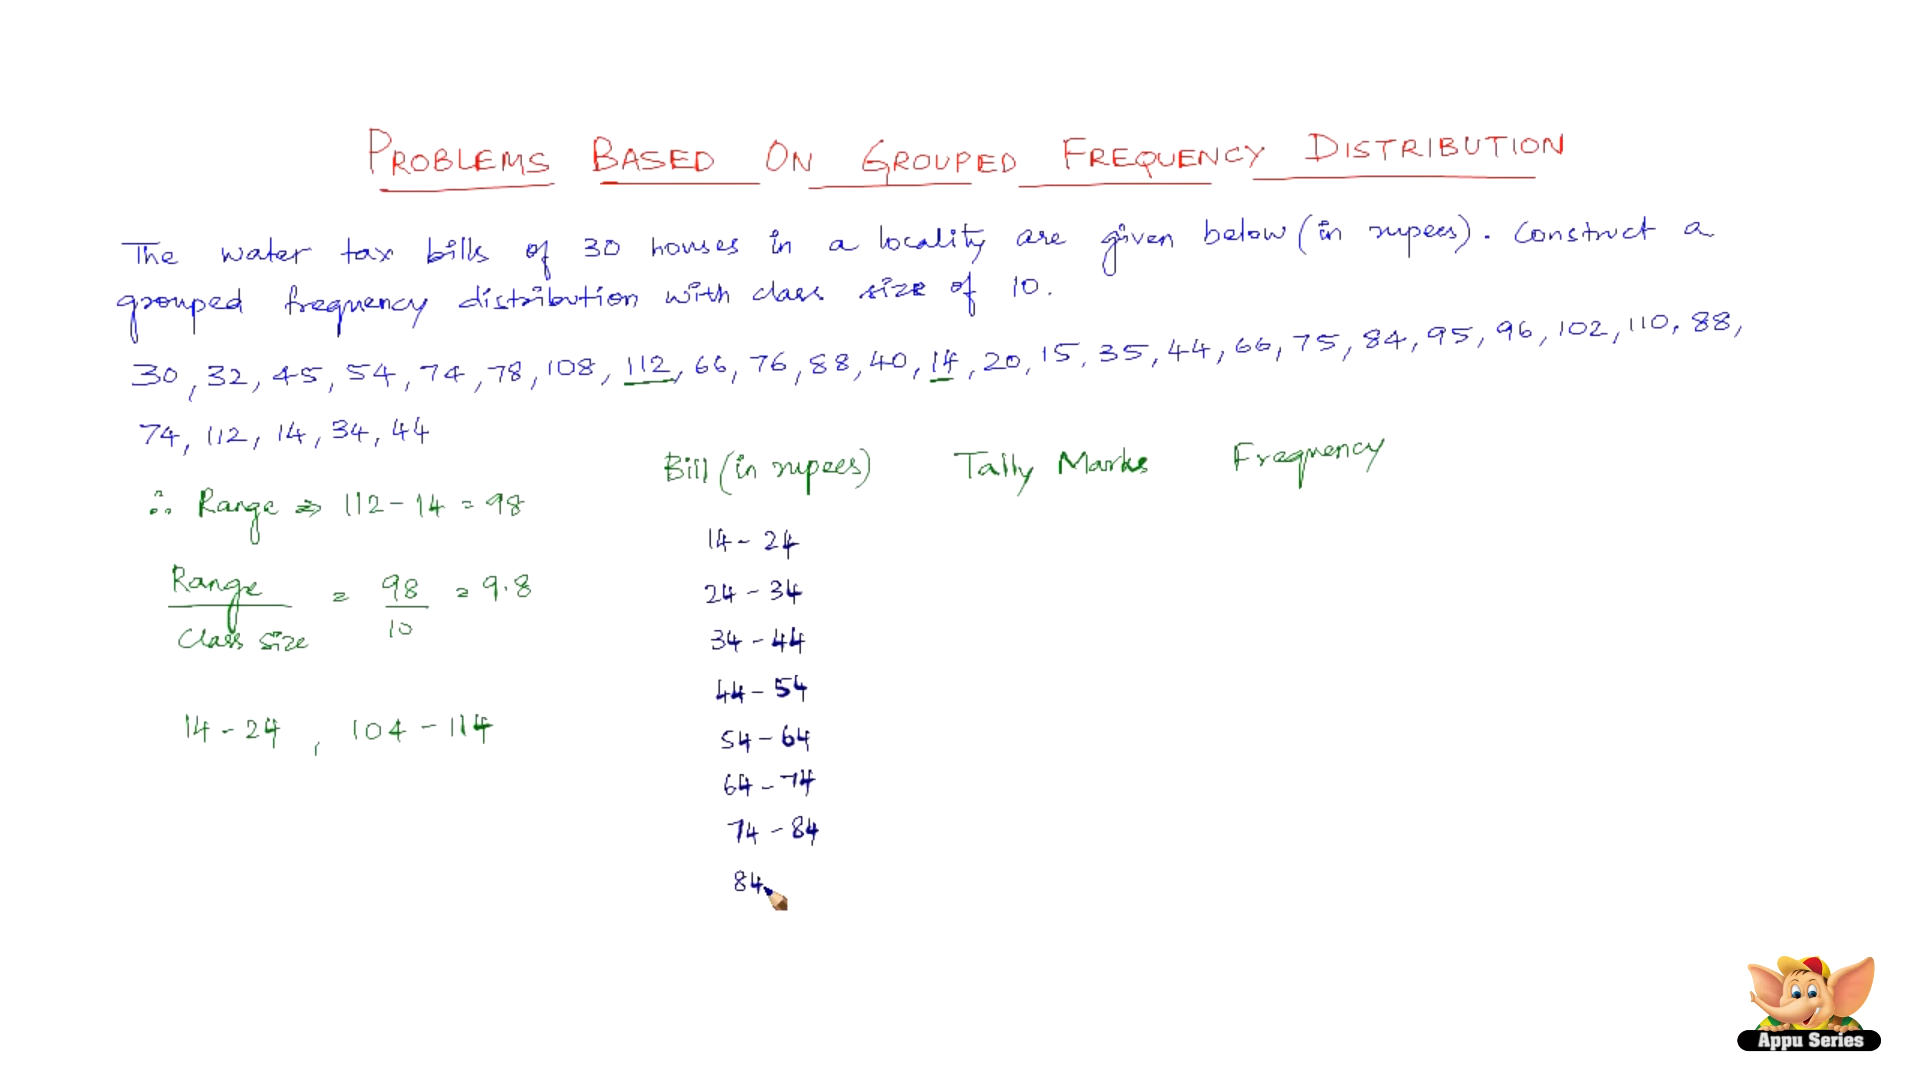 PROBLEMS BASED ON GROUPED FREQUENCY DISTRIBUTION
The water tax bills of 30 houses in a locality are given below (in rupees). Construct a
grouped frequency distribution with class size of 10.
30, 32, 45, 54, 74, 78, 108, 112, 66, 76, 88, 40, 14, 20, 15, 35, 44, 66, 75, 84, 95, 96, 102, 110, 88,
74, 112, 14, 34, 44
∴ Range ⇒ 112 - 14 = 98
Range / Class size = 98 / 10 = 9.8
14 - 24 , 104 - 114
Bill (in rupees) Tally Marks Frequency
14 - 24
24 - 34
34 - 44
44 - 54
54 - 64
64 - 74
74 - 84
84
Appu Series